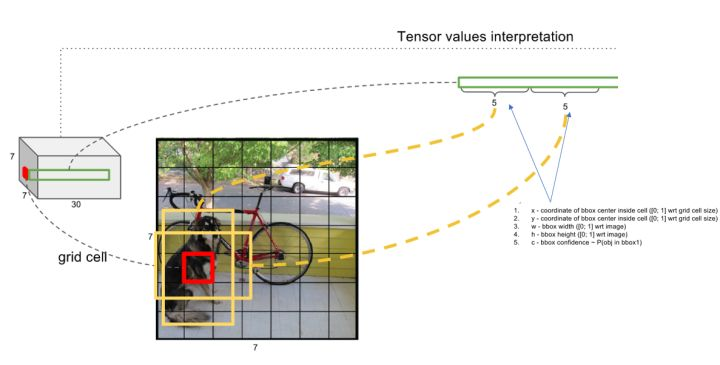 Tensor values interpretation
5
5
7
7
30
7
grid cell
7
1. x - coordinate of bbox center inside cell ([0; 1] wrt grid cell size)
2. y - coordinate of bbox center inside cell ([0; 1] wrt grid cell size)
3. w - bbox width ([0; 1] wrt image)
4. h - bbox height ([0; 1] wrt image)
5. c - bbox confidence ~ P(obj in bbox1)